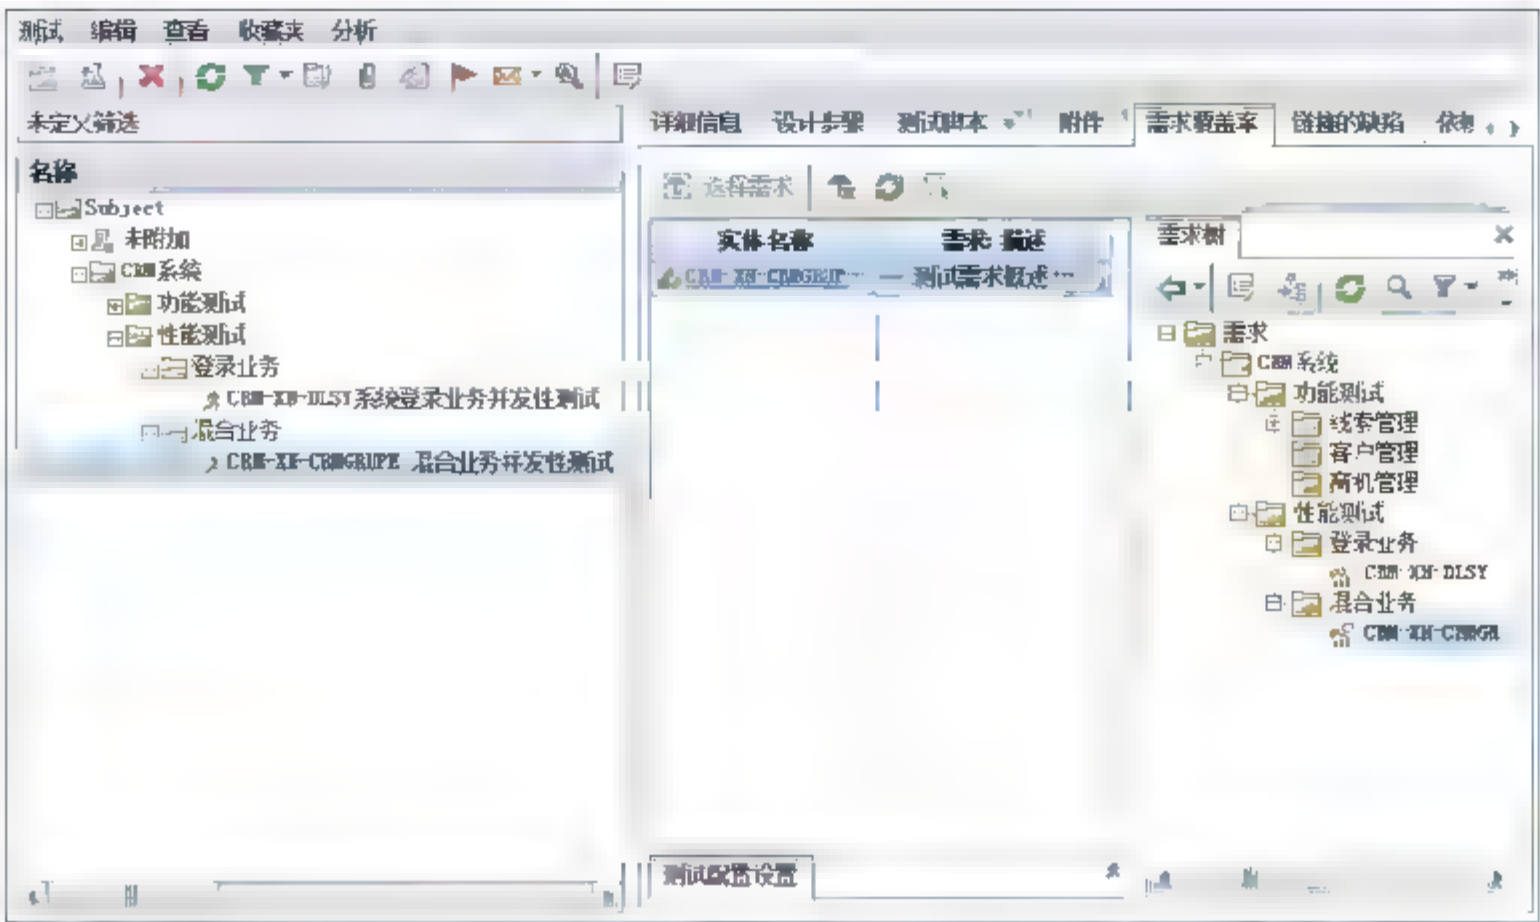 测试 编辑 查看 收藏夹 分析
未定义筛选
名称
Subject
未附加
CRM系统
功能测试
性能测试
登录业务
CRM-XN-DLSY系统登录业务并发性测试
混合业务
混合业务并发性测试
详细信息 设计步骤 测试脚本 附件 需求覆盖率 链接的缺陷
选择需求
实体 名称 需求: 描述
测试需求概述…
测试配置设置
需求树
需求
CRM系统
功能测试
线索管理
客户管理
商机管理
性能测试
登录业务
CRM-XN-DLSY
混合业务